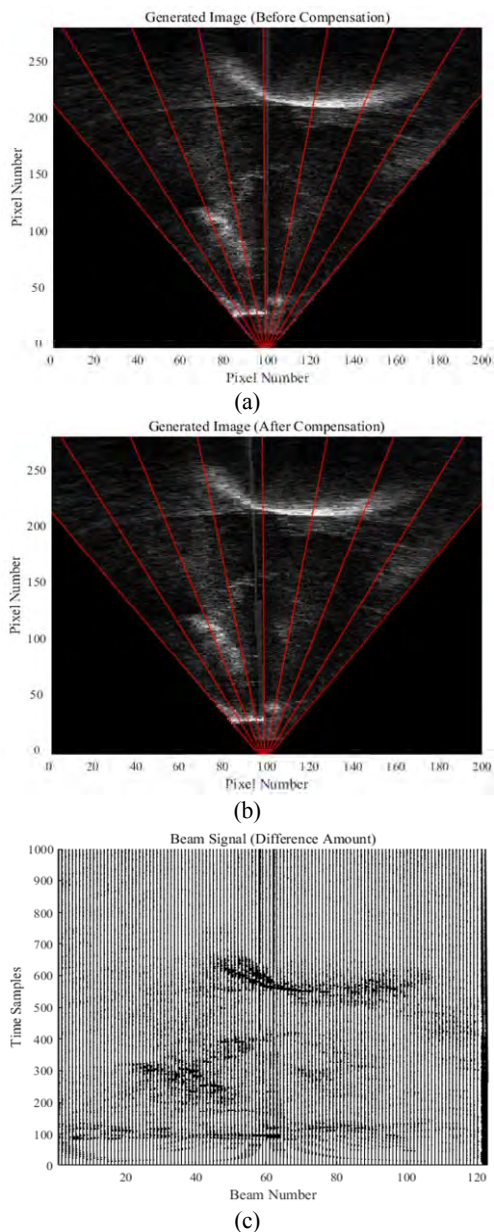 Generated Image (Before Compensation)
250
200
150
100
50
0
Pixel Number
0 20 40 60 80 100 120 140 160 180 200
Pixel Number
(a)
Generated Image (After Compensation)
250
200
150
100
50
0
Pixel Number
0 20 40 60 80 100 120 140 160 180 200
Pixel Number
(b)
Beam Signal (Difference Amount)
1000
900
800
700
600
500
400
300
200
100
0
Time Samples
20 40 60 80 100 120
Beam Number
(c)